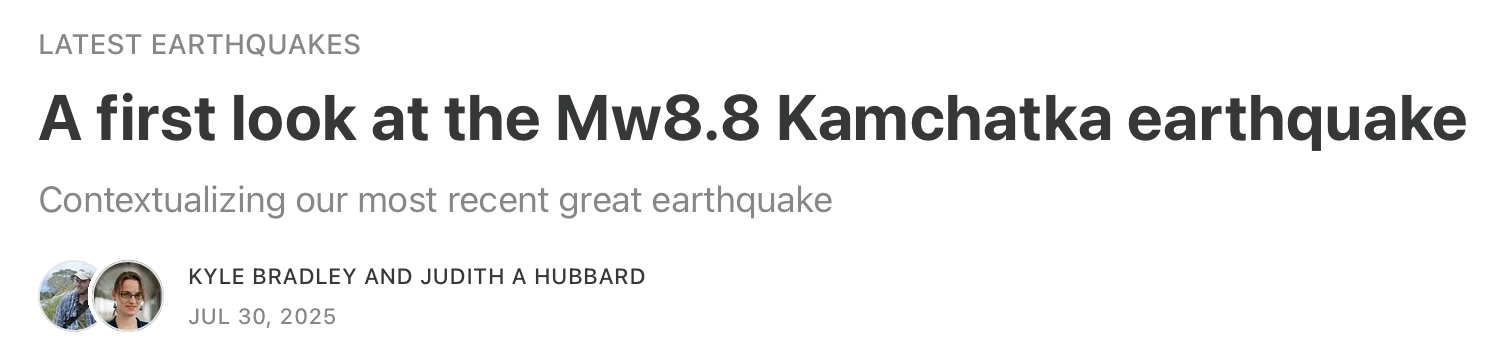 LATEST EARTHQUAKES
A first look at the Mw8.8 Kamchatka earthquake
Contextualizing our most recent great earthquake
KYLE BRADLEY AND JUDITH A HUBBARD
JUL 30, 2025